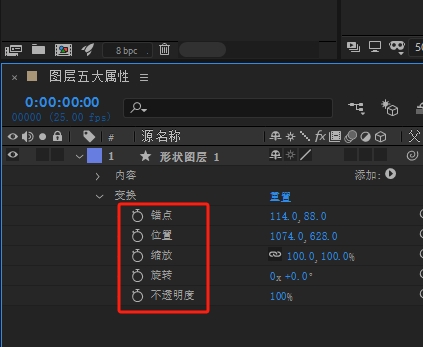 8 bpc
50
× 图层五大属性
0:00:00:00
00000 (25.00 fps)
# 源名称 fx 父
1 形状图层 1
内容 添加:
变换 重置
锚点 114.0,88.0
位置 1074.0,628.0
缩放 100.0,100.0%
旋转 0x+0.0°
不透明度 100%